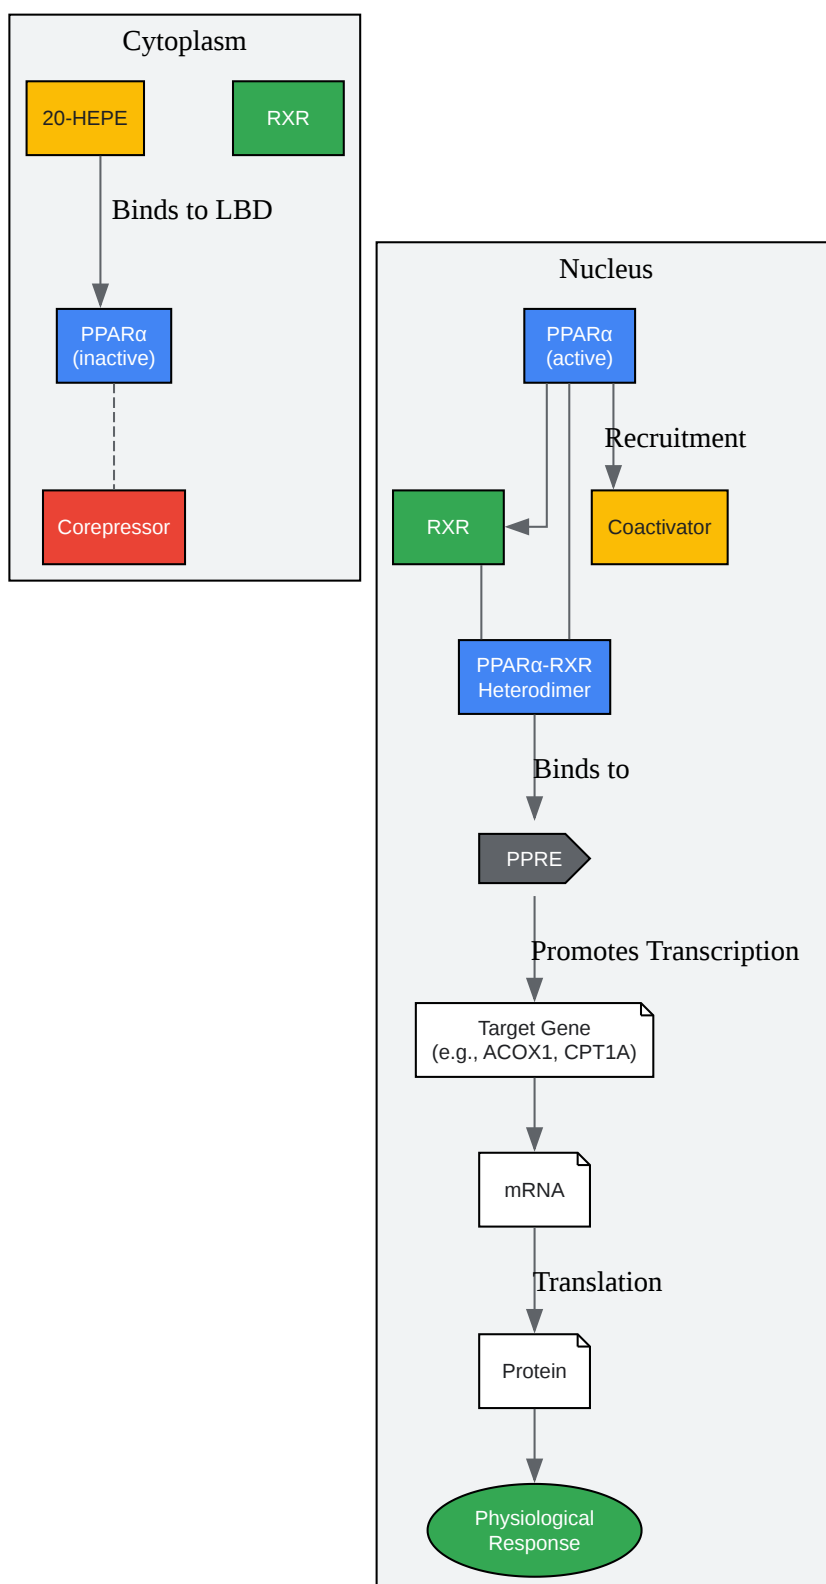 Cytoplasm
20-HEPE
RXR
Binds to LBD
PPARα
(inactive)
Corepressor
Nucleus
PPARα
(active)
Recruitment
RXR
Coactivator
PPARα-RXR
Heterodimer
Binds to
PPRE
Promotes Transcription
Target Gene
(e.g., ACOX1, CPT1A)
mRNA
Translation
Protein
Physiological
Response